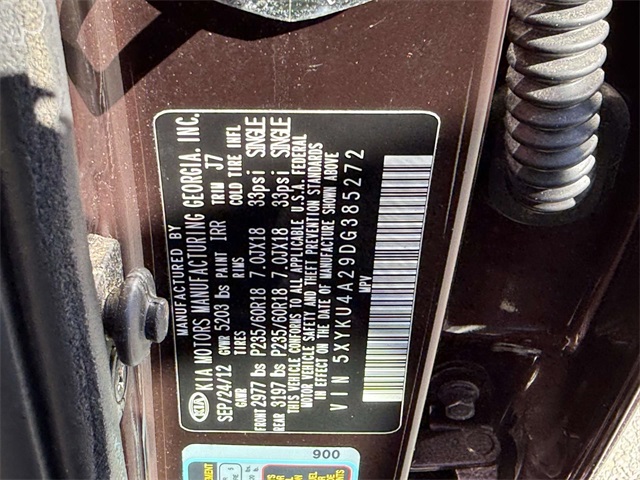 MANUFACTURED BY
KIA KIA MOTORS MANUFACTURING GEORGIA. INC.
SEP/24/12 GWR 5203 lbs PAINT IRR TRIM J7
GAWR TIRES RIMS COLD TIRE INFL
FRONT 2977 lbs P235/60R18 7.0JX18 33psi SINGLE
REAR 3197 lbs P235/60R18 7.0JX18 33psi SINGLE
THIS VEHICLE CONFORMS TO ALL APPLICABLE U.S.A. FEDERAL
MOTOR VEHICLE SAFETY AND THEFT PREVENTION STANDARDS
IN EFFECT ON THE DATE OF MANUFACTURE SHOWN ABOVE
VIN 5XYKU4A29DG385272
MPV
900